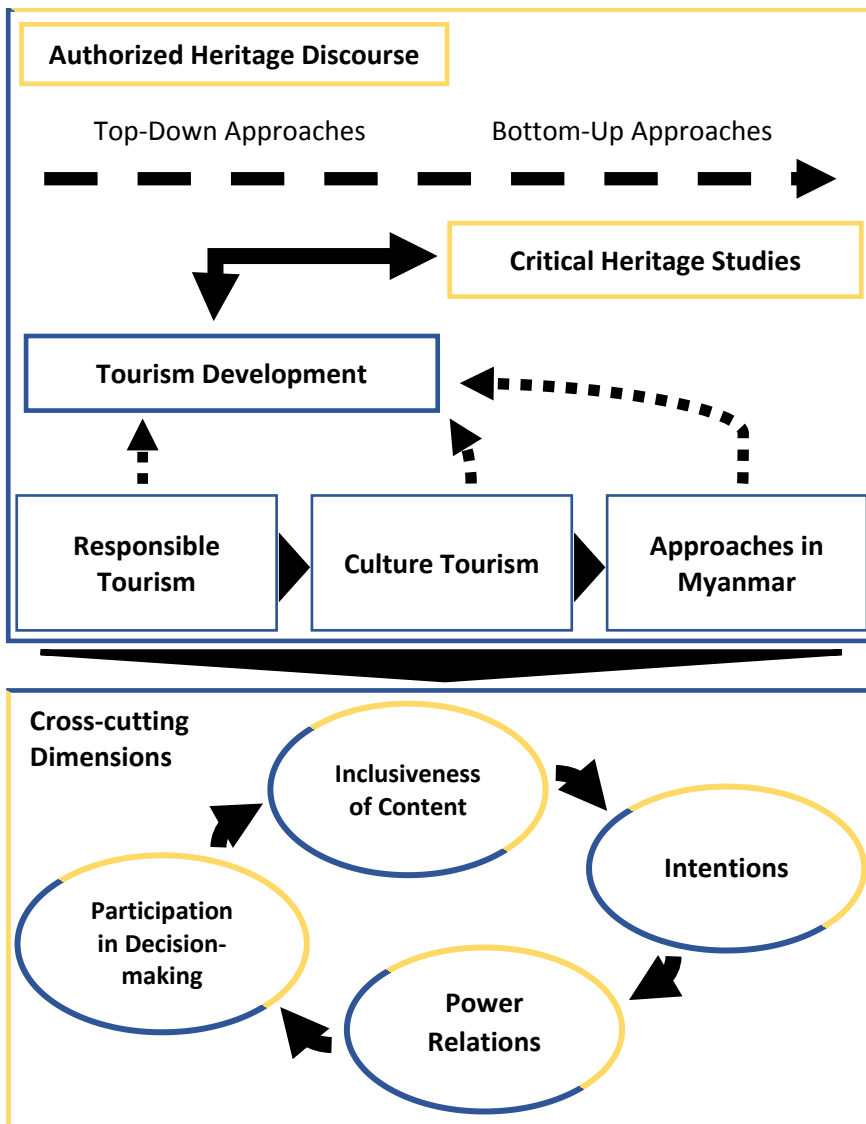 Authorized Heritage Discourse
Top-Down Approaches
Bottom-Up Approaches
Critical Heritage Studies
Tourism Development
Responsible
Tourism
Culture Tourism
Approaches in
Myanmar
Cross-cutting
Dimensions
Inclusiveness
of Content
Intentions
Participation
in Decision-
making
Power
Relations